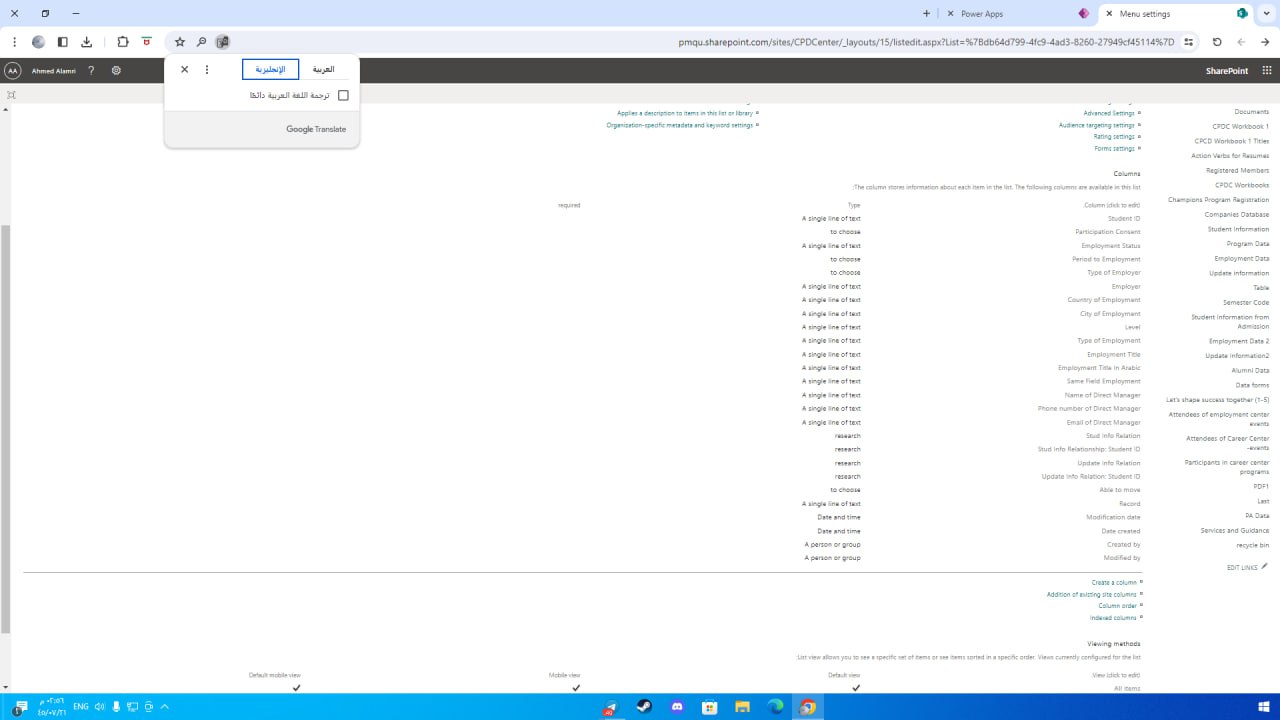 Power Apps
Menu settings
pmqu.sharepoint.com/sites/CPDCenter/_layouts/15/listedit.aspx?List=%7Bdb64d799-4fc9-4ad3-8260-27949cf45114%7D
AA
Ahmed Alamri
?
SharePoint
العربية
الإنجليزية
ترجمة اللغة العربية دائمًا
Google Translate
Applies a description to items in this list or library
Organization-specific metadata and keyword settings
Advanced Settings
Audience targeting settings
Rating settings
Forms settings
Columns
The column stores information about each item in the list. The following columns are available in this list:
Column (click to edit) Type required
Student ID A single line of text
Participation Consent to choose
Employment Status A single line of text
Period to Employment to choose
Type of Employer to choose
Employer A single line of text
Country of Employment A single line of text
City of Employment A single line of text
Level A single line of text
Type of Employment A single line of text
Employment Title A single line of text
Employment Title in Arabic A single line of text
Same Field Employment A single line of text
Name of Direct Manager A single line of text
Phone number of Direct Manager A single line of text
Email of Direct Manager A single line of text
Stud Info Relation research
Stud Info Relationship: Student ID research
Update Info Relation research
Update Info Relation: Student ID research
Able to move to choose
Record A single line of text
Modification date Date and time
Date created Date and time
Created by A person or group
Modified by A person or group
Create a column
Addition of existing site columns
Column order
Indexed columns
Viewing methods
List view allows you to see a specific set of items or see items sorted in a specific order. Views currently configured for the list:
View (click to edit) Default view Mobile view Default mobile view
All items
Documents
CPDC Workbook 1
CPCD Workbook 1 Titles
Action Verbs for Resumes
Registered Members
CPDC Workbooks
Champions Program Registration
Companies Database
Student Information
Program Data
Employment Data
Update information
Table
Semester Code
Student Information from
Admission
Employment Data 2
Update Information2
Alumni Data
Data forms
Let's shape success together (1-5)
Attendees of employment center
events
Attendees of Career Center
-events
Participants in career center
programs
PDF1
Last
PA Data
Services and Guidance
recycle bin
EDIT LINKS
ENG